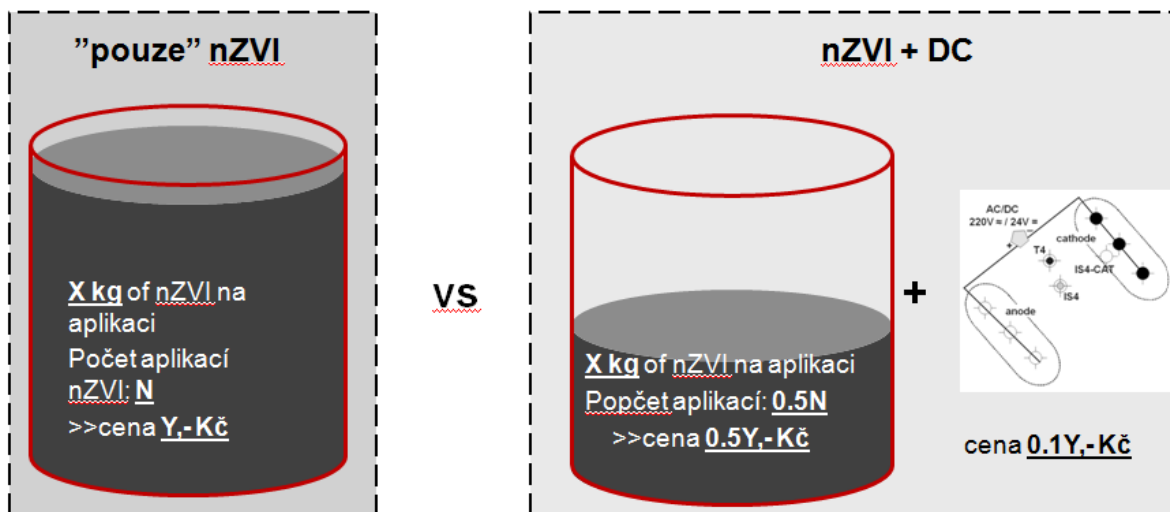 ”pouze” nZVI
X kg of nZVI na
aplikaci
Počet aplikací
nZVI: N
>>cena Y,- Kč
VS
nZVI + DC
X kg of nZVI na aplikaci
Popčet aplikací: 0.5N
>>cena 0.5Y,- Kč
+
AC/DC
220V ≈ / 24V =
+
−
cathode
T4
IS4-CAT
IS4
anode
cena 0.1Y,- Kč